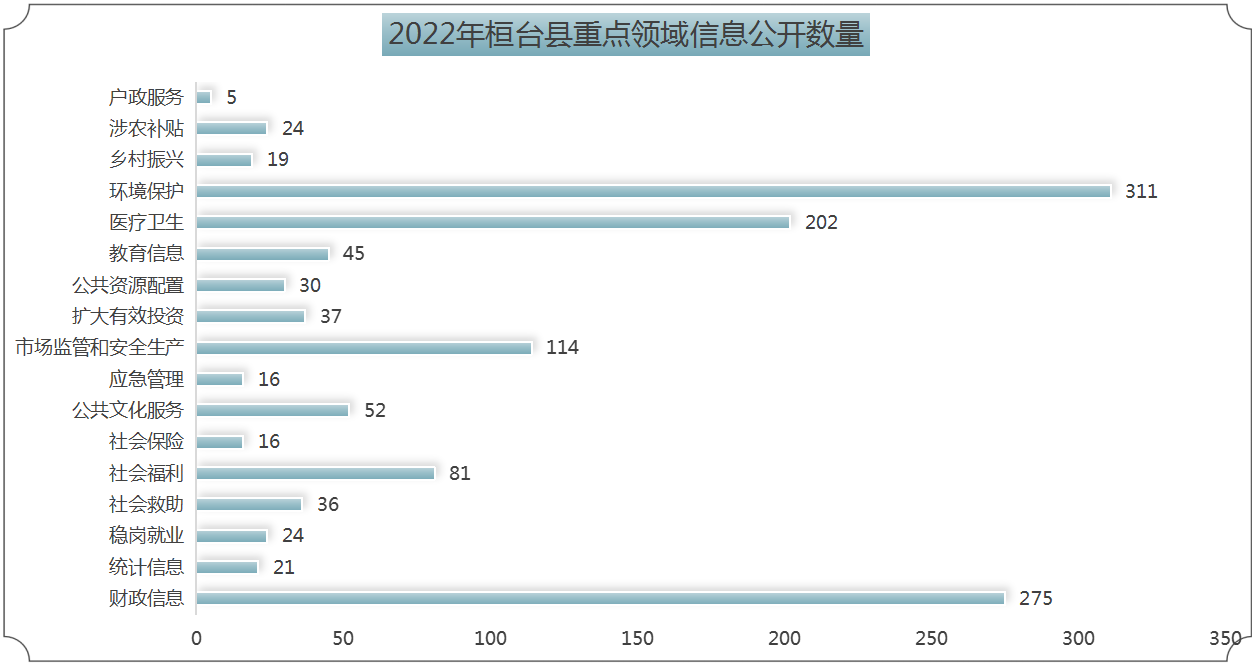 2022年桓台县重点领域信息公开数量
户政服务 5
涉农补贴 24
乡村振兴 19
环境保护 311
医疗卫生 202
教育信息 45
公共资源配置 30
扩大有效投资 37
市场监管和安全生产 114
应急管理 16
公共文化服务 52
社会保险 16
社会福利 81
社会救助 36
稳岗就业 24
统计信息 21
财政信息 275
0 50 100 150 200 250 300 350